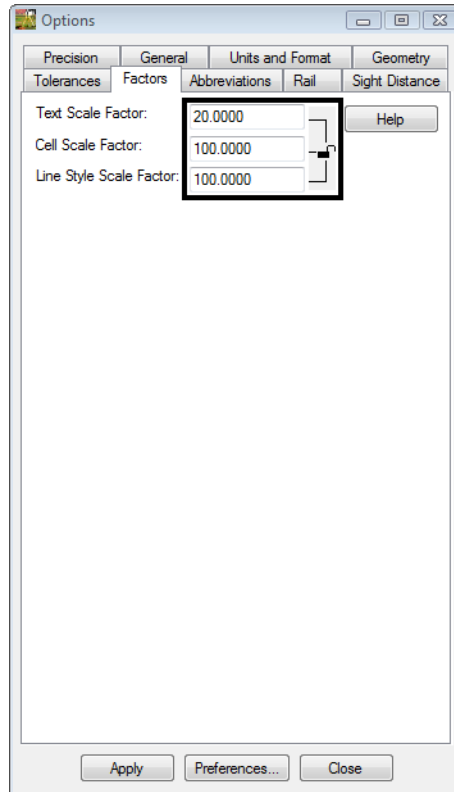 Options
Precision General Units and Format Geometry
Tolerances Factors Abbreviations Rail Sight Distance
Text Scale Factor: 20.0000 Help
Cell Scale Factor: 100.0000
Line Style Scale Factor: 100.0000
Apply Preferences... Close